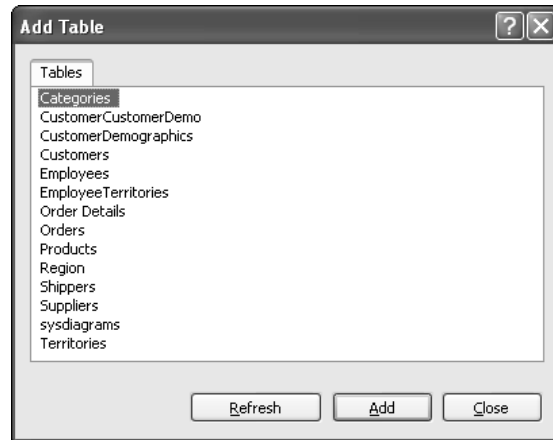 Add Table
Tables
Categories
CustomerCustomerDemo
CustomerDemographics
Customers
Employees
EmployeeTerritories
Order Details
Orders
Products
Region
Shippers
Suppliers
sysdiagrams
Territories
Refresh Add Close